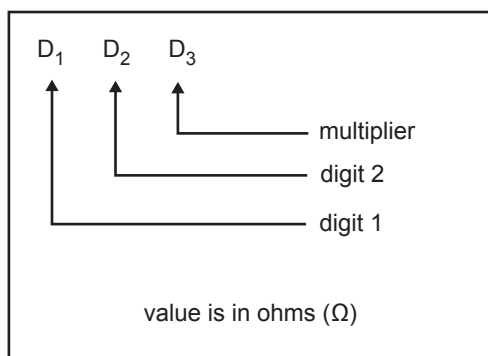 D₁ D₂ D₃
multiplier
digit 2
digit 1
value is in ohms (Ω)